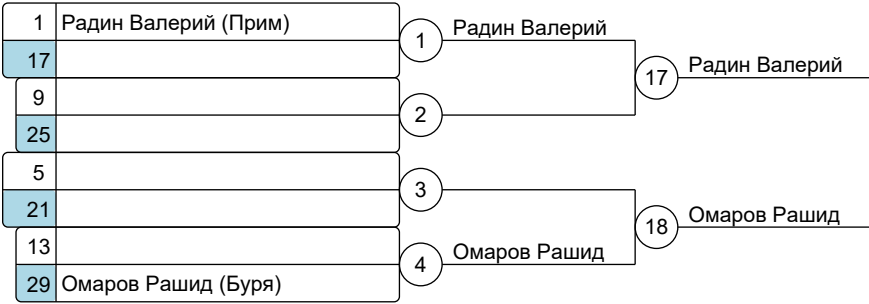 1 Радин Валерий (Прим)
17
1 Радин Валерий
17 Радин Валерий
9
25
2
5
21
3
18 Омаров Рашид
13
29 Омаров Рашид (Буря)
4 Омаров Рашид